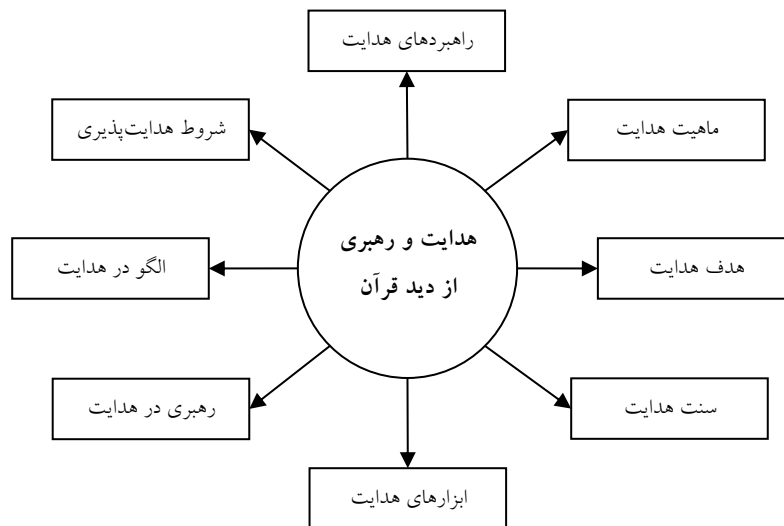 راهبردهای هدایت
ماهیت هدایت
شروط هدایت‌پذیری
هدایت و رهبری
از دید قرآن
هدف هدایت
الگو در هدایت
سنت هدایت
رهبری در هدایت
ابزارهای هدایت